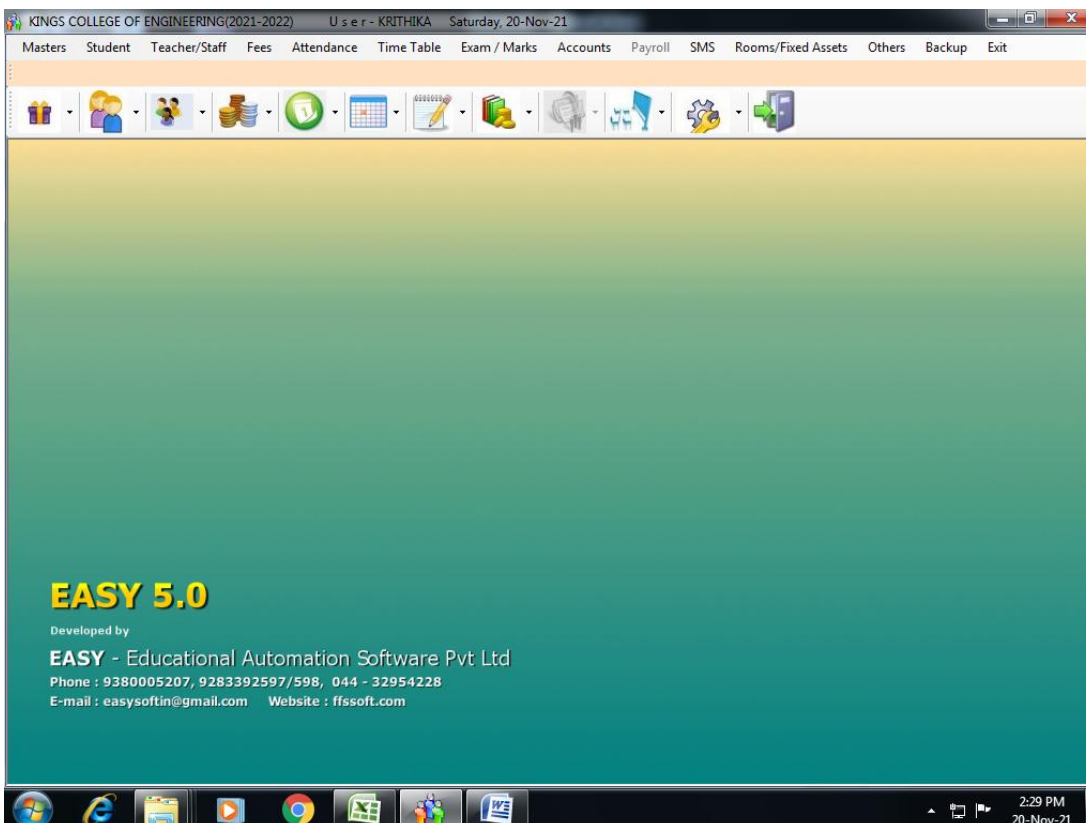 KINGS COLLEGE OF ENGINEERING(2021-2022) U s e r - KRITHIKA Saturday, 20-Nov-21
Masters Student Teacher/Staff Fees Attendance Time Table Exam / Marks Accounts Payroll SMS Rooms/Fixed Assets Others Backup Exit
EASY 5.0
Developed by
EASY - Educational Automation Software Pvt Ltd
Phone : 9380005207, 9283392597/598, 044 - 32954228
E-mail : easysoftin@gmail.com Website : ffssoft.com
2:29 PM
20-Nov-21